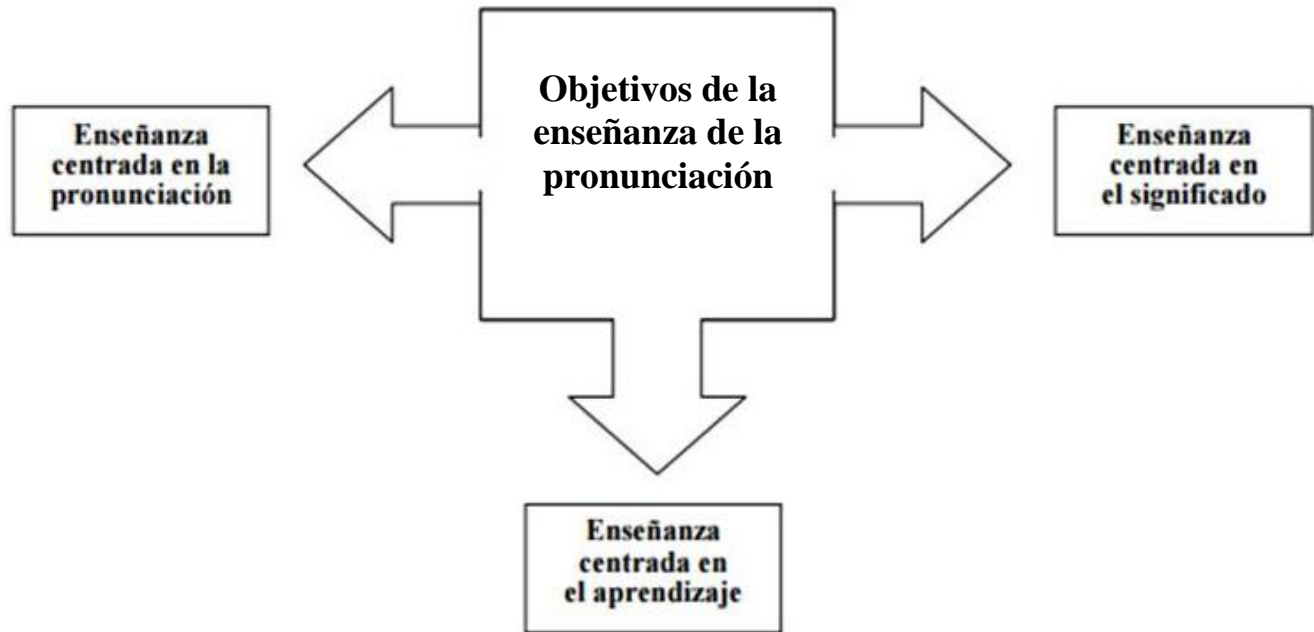 Objetivos de la
enseñanza de la
pronunciación
Enseñanza
centrada en la
pronunciación
Enseñanza
centrada en
el significado
Enseñanza
centrada en
el aprendizaje